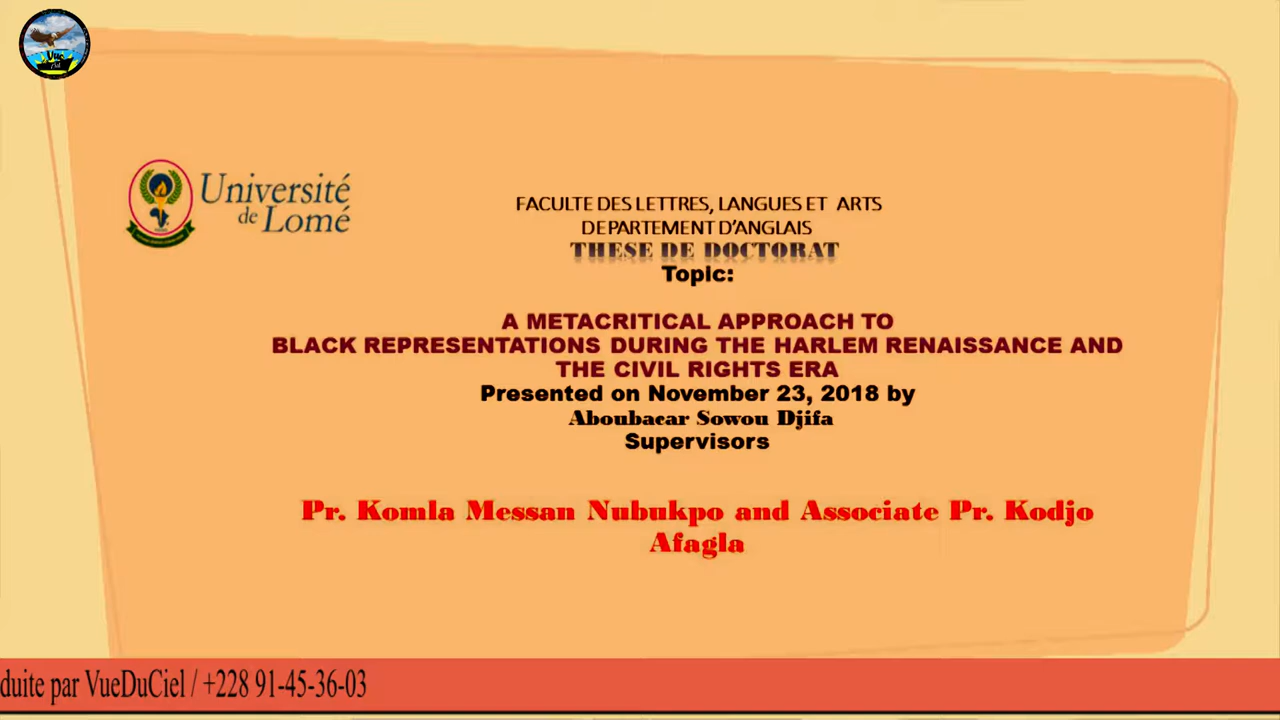 Université
de Lomé
FACULTE DES LETTRES, LANGUES ET ARTS
DEPARTEMENT D'ANGLAIS
THESE DE DOCTORAT
Topic:
A METACRITICAL APPROACH TO
BLACK REPRESENTATIONS DURING THE HARLEM RENAISSANCE AND
THE CIVIL RIGHTS ERA
Presented on November 23, 2018 by
Aboubacar Sowou Djifa
Supervisors
Pr. Komla Messan Nubukpo and Associate Pr. Kodjo
Afagla
duite par VueDuCiel / +228 91-45-36-03